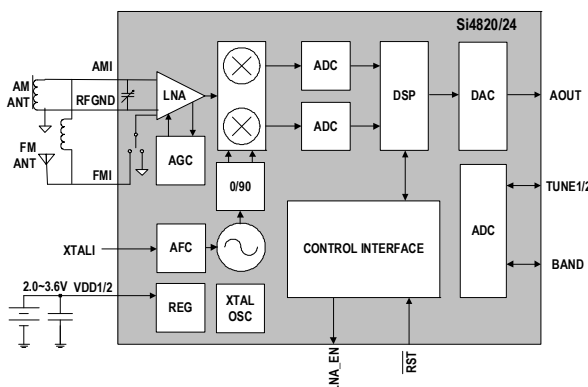 Si4820/24
AMI
AM
ANT
RFGND
LNA
ADC
ADC
DSP
DAC
AOUT
FM
ANT
FMI
AGC
0/90
ADC
TUNE1/2
BAND
XTALI
AFC
CONTROL INTERFACE
2.0~3.6V VDD1/2
REG
XTAL
OSC
LNA_EN
RST